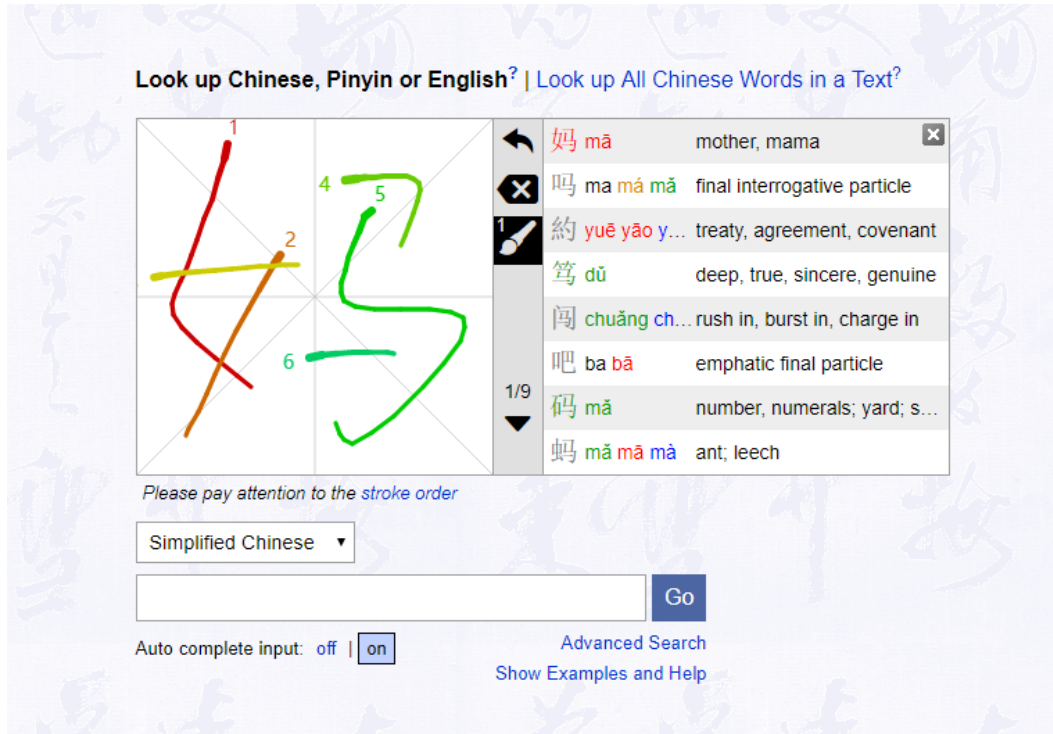 Look up Chinese, Pinyin or English? | Look up All Chinese Words in a Text?
1
2
4
5
6
妈 mā mother, mama
吗 ma má mǎ final interrogative particle
約 yuē yāo y... treaty, agreement, covenant
笃 dǔ deep, true, sincere, genuine
闯 chuǎng ch... rush in, burst in, charge in
吧 ba bā emphatic final particle
码 mǎ number, numerals; yard; s...
蚂 mǎ mā mà ant; leech
1
1/9
Please pay attention to the stroke order
Simplified Chinese
Go
Auto complete input: off | on
Advanced Search
Show Examples and Help